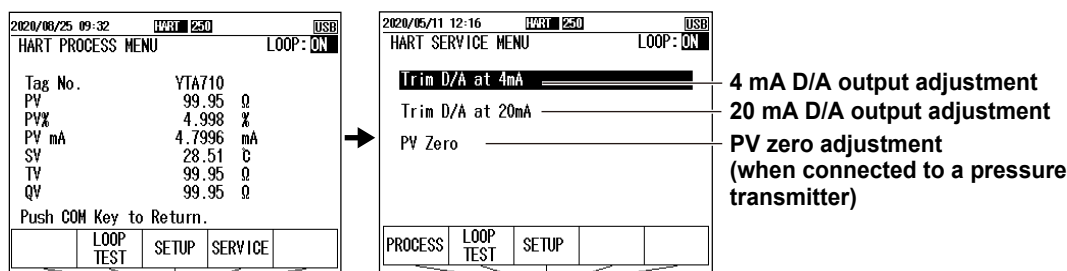 2020/08/25 09:32 HART 250 USB
HART PROCESS MENU LOOP:ON
Tag No. YTA710
PV 99.95 Ω
PV% 4.998 %
PV mA 4.7996 mA
SV 28.51 ℃
TV 99.95 Ω
QV 99.95 Ω
Push COM Key to Return.
LOOP TEST SETUP SERVICE
2020/05/11 12:16 HART 250 USB
HART SERVICE MENU LOOP:ON
Trim D/A at 4mA
Trim D/A at 20mA
PV Zero
PROCESS LOOP TEST SETUP
4 mA D/A output adjustment
20 mA D/A output adjustment
PV zero adjustment
(when connected to a pressure
transmitter)